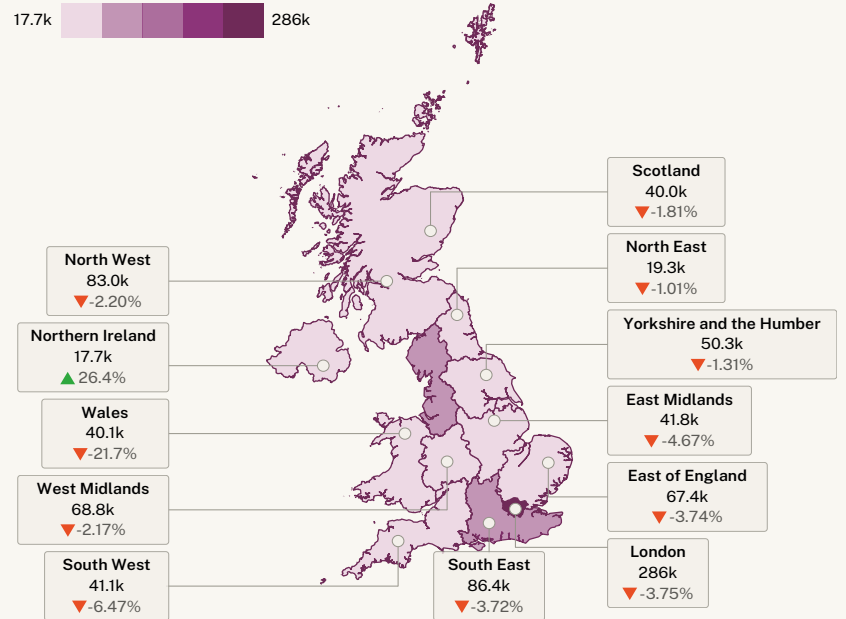 17.7k 286k
Scotland
40.0k
▼-1.81%
North West
83.0k
▼-2.20%
North East
19.3k
▼-1.01%
Northern Ireland
17.7k
▲ 26.4%
Yorkshire and the Humber
50.3k
▼-1.31%
Wales
40.1k
▼-21.7%
East Midlands
41.8k
▼ -4.67%
West Midlands
68.8k
▼-2.17%
East of England
67.4k
▼ -3.74%
South West
41.1k
▼-6.47%
South East
86.4k
▼-3.72%
London
286k
▼ -3.75%